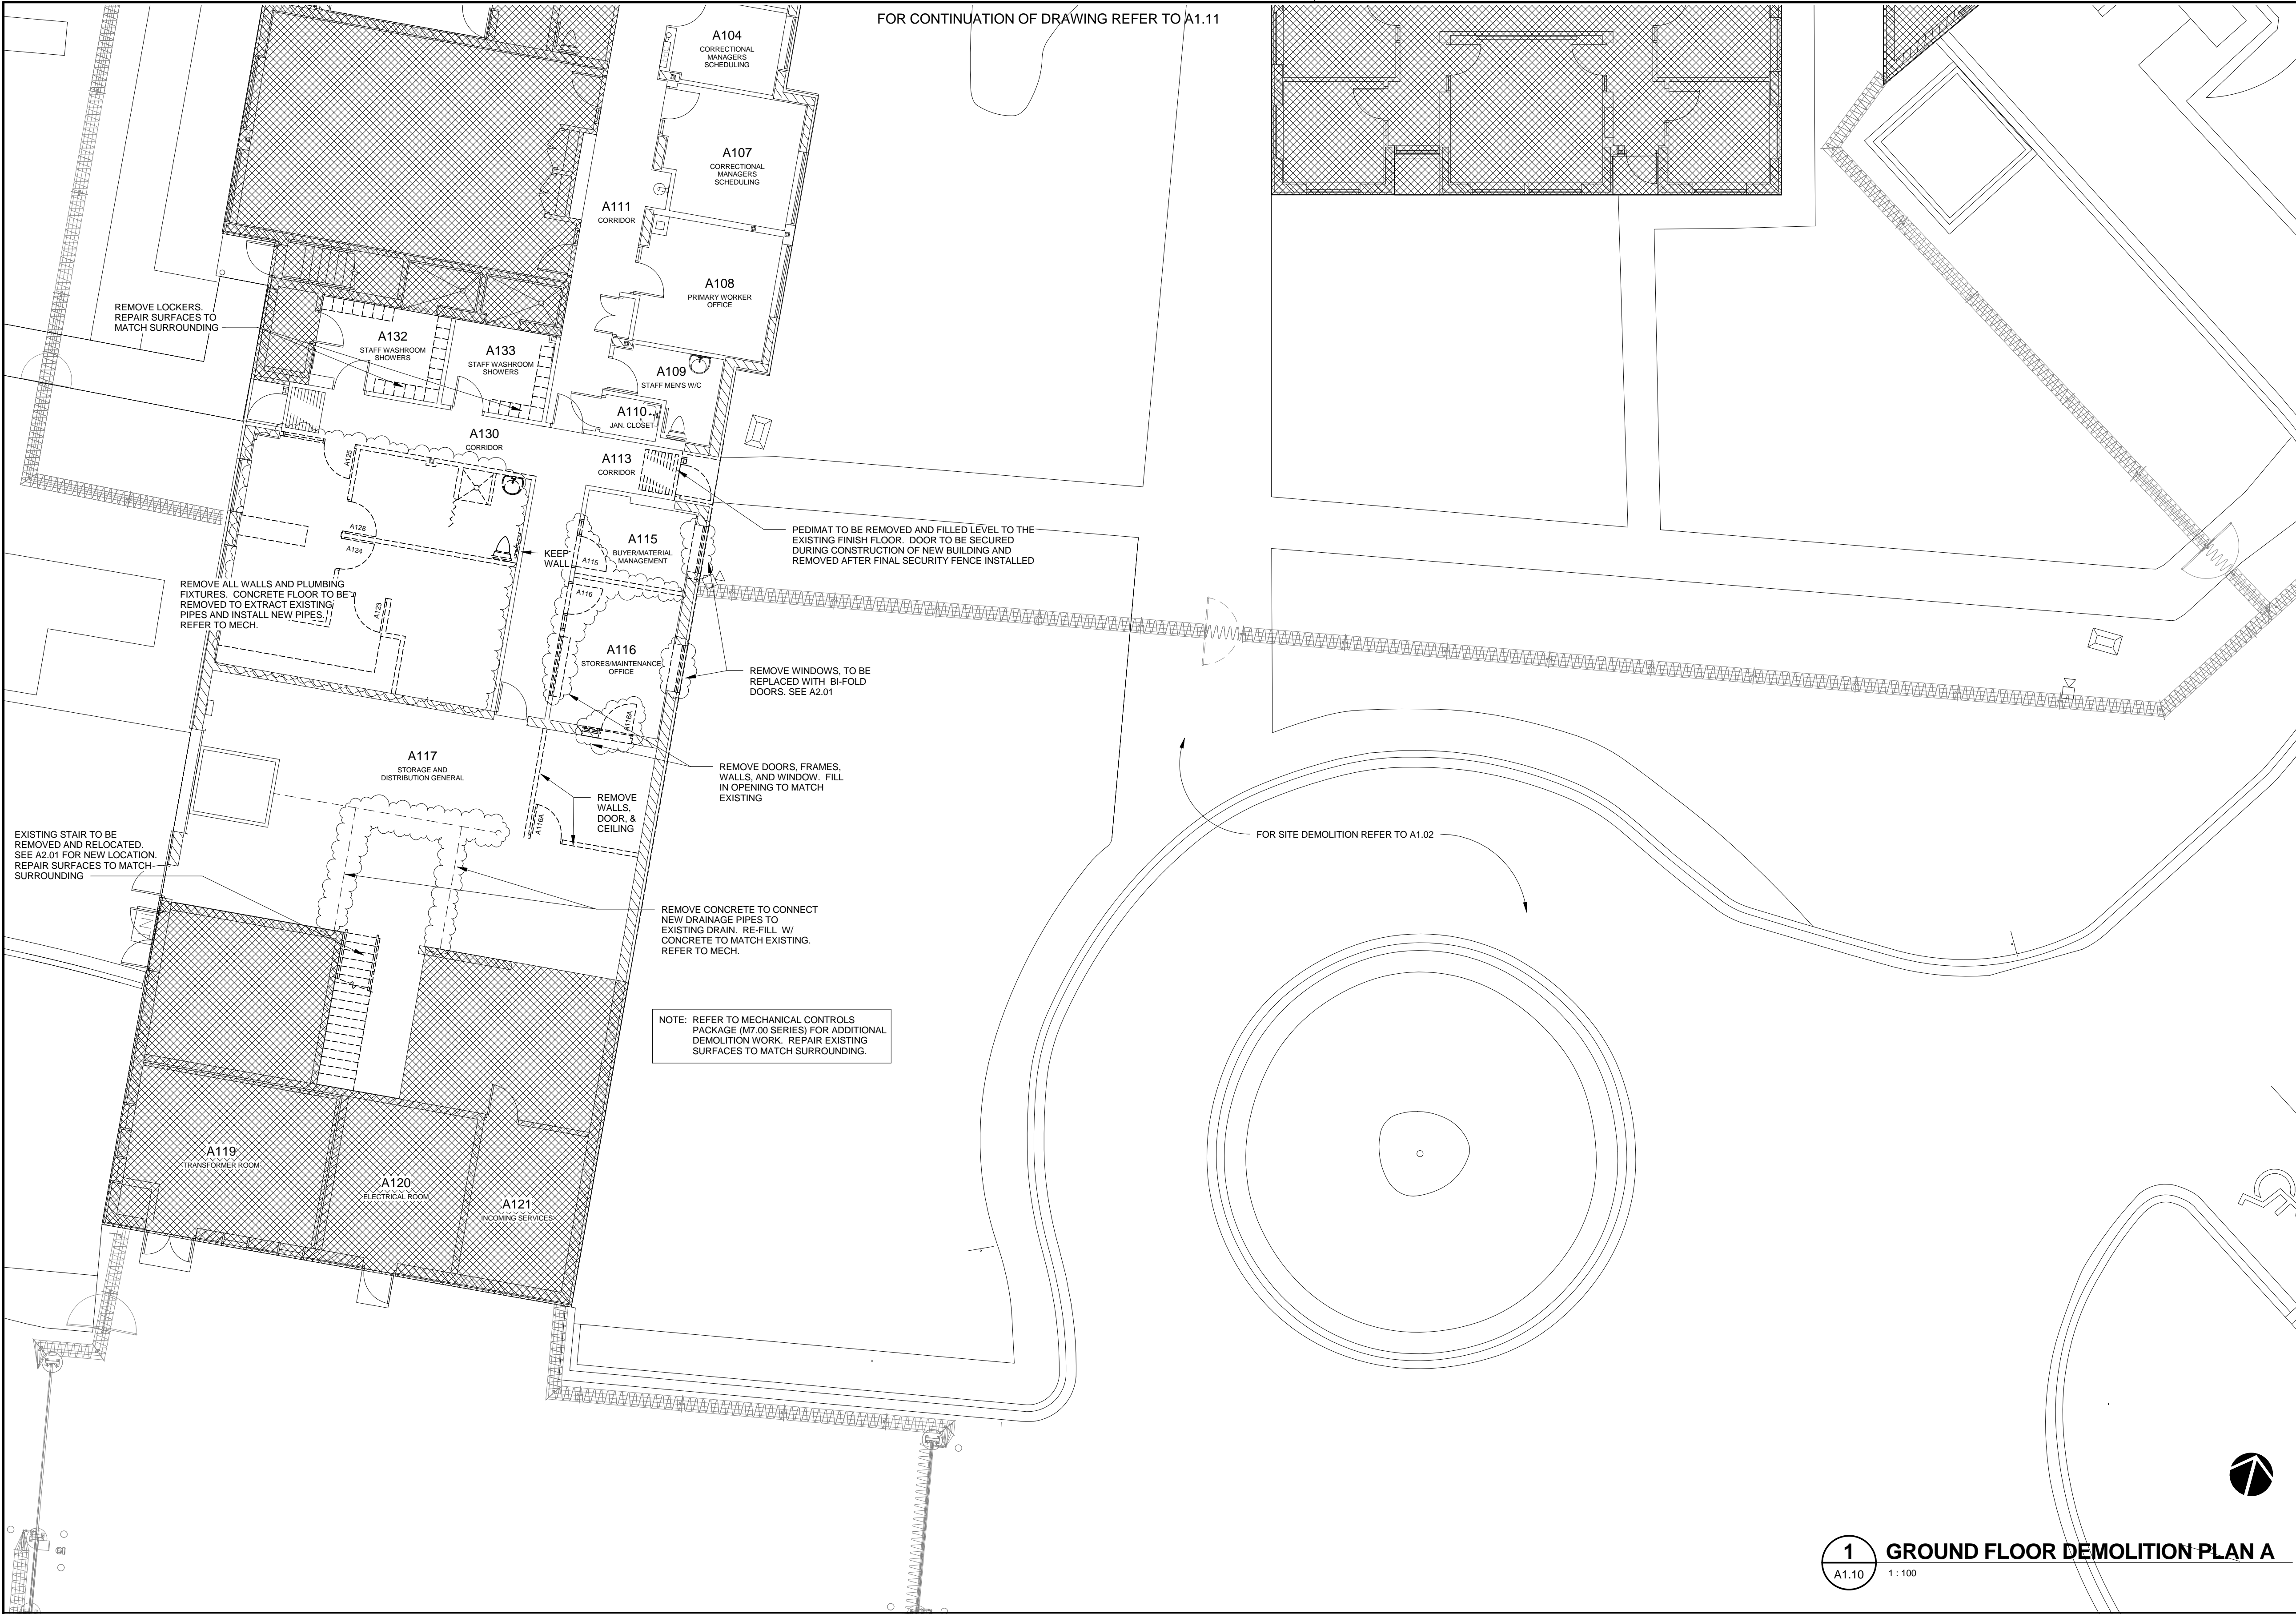 FOR CONTINUATION OF DRAWING REFER TO A1.11
A104
CORRECTIONAL
MANAGERS
SCHEDULING
A107
CORRECTIONAL
MANAGERS
SCHEDULING
A111
CORRIDOR
A108
PRIMARY WORKER
OFFICE
REMOVE LOCKERS.
REPAIR SURFACES TO
MATCH SURROUNDING
A132
STAFF WASHROOM
SHOWERS
A133
STAFF WASHROOM
SHOWERS
A109
STAFF MEN'S W/C
A110
JAN. CLOSET
A130
CORRIDOR
A113
CORRIDOR
A125
A128
A124
A123
KEEP
WALL
A115
BUYER/MATERIAL
MANAGEMENT
A115
A116
PEDIMAT TO BE REMOVED AND FILLED LEVEL TO THE
EXISTING FINISH FLOOR. DOOR TO BE SECURED
DURING CONSTRUCTION OF NEW BUILDING AND
REMOVED AFTER FINAL SECURITY FENCE INSTALLED
REMOVE ALL WALLS AND PLUMBING
FIXTURES. CONCRETE FLOOR TO BE
REMOVED TO EXTRACT EXISTING
PIPES AND INSTALL NEW PIPES.
REFER TO MECH.
A116
STORES/MAINTENANCE
OFFICE
REMOVE WINDOWS, TO BE
REPLACED WITH BI-FOLD
DOORS. SEE A2.01
A116A
A117
STORAGE AND
DISTRIBUTION GENERAL
REMOVE DOORS, FRAMES,
WALLS, AND WINDOW. FILL
IN OPENING TO MATCH
EXISTING
REMOVE
WALLS,
DOOR, &
CEILING
A116A
EXISTING STAIR TO BE
REMOVED AND RELOCATED.
SEE A2.01 FOR NEW LOCATION.
REPAIR SURFACES TO MATCH
SURROUNDING
FOR SITE DEMOLITION REFER TO A1.02
REMOVE CONCRETE TO CONNECT
NEW DRAINAGE PIPES TO
EXISTING DRAIN. RE-FILL W/
CONCRETE TO MATCH EXISTING.
REFER TO MECH.
NOTE: REFER TO MECHANICAL CONTROLS
PACKAGE (M7.00 SERIES) FOR ADDITIONAL
DEMOLITION WORK. REPAIR EXISTING
SURFACES TO MATCH SURROUNDING.
A119
TRANSFORMER ROOM
A120
ELECTRICAL ROOM
A121
INCOMING SERVICES
1
A1.10
GROUND FLOOR DEMOLITION PLAN A
1 : 100